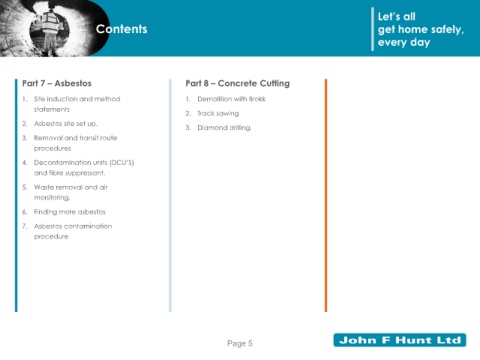 Contents
Let's all
get home safely,
every day
Part 7 – Asbestos
1. Site induction and method
statements
2. Asbestos site set up.
3. Removal and transit route
procedures
4. Decontamination units (DCU'S)
and fibre suppressant.
5. Waste removal and air
monitoring.
6. Finding more asbestos
7. Asbestos contamination
procedure
Part 8 – Concrete Cutting
1. Demolition with Brokk
2. Track sawing
3. Diamond drilling.
Page 5
John F Hunt Ltd